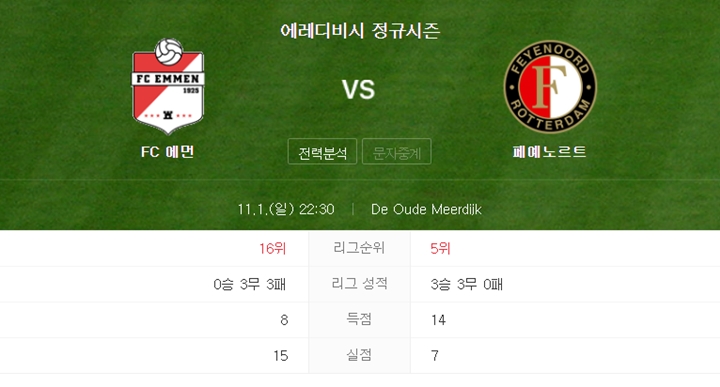 에레디비시 정규시즌
FC EMMEN
1925
VS
FEYENOORD
F
ROTTERDAM
FC 에먼
전력분석
문자중계
페예노르트
11.1.(일) 22:30
De Oude Meerdijk
16위 리그순위 5위
0승 3무 3패 리그 성적 3승 3무 0패
8 득점 14
15 실점 7